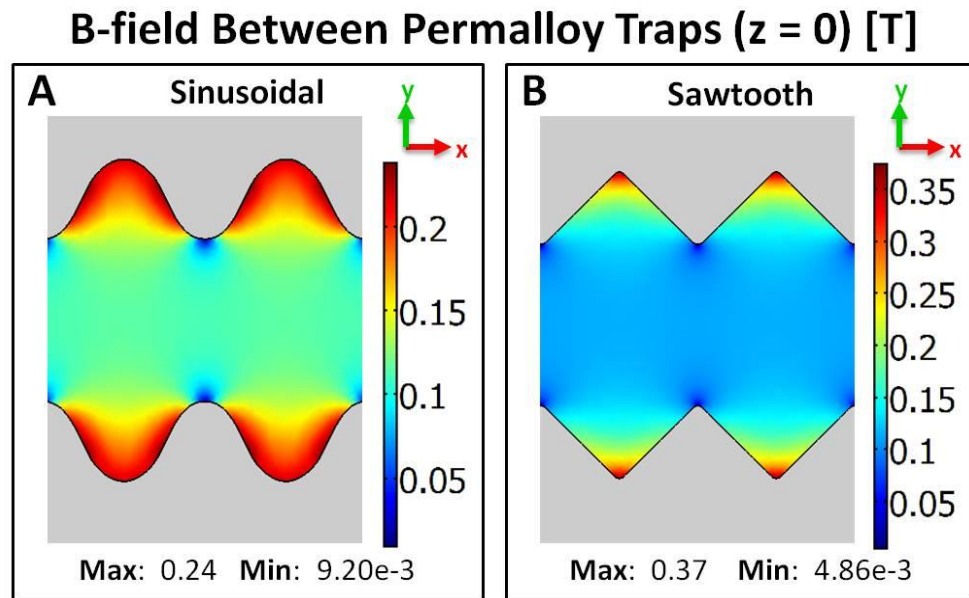 B-field Between Permalloy Traps (z = 0) [T]
A
Sinusoidal
y
x
0.2
0.15
0.1
0.05
Max: 0.24 Min: 9.20e-3
B
Sawtooth
y
x
0.35
0.3
0.25
0.2
0.15
0.1
0.05
Max: 0.37 Min: 4.86e-3